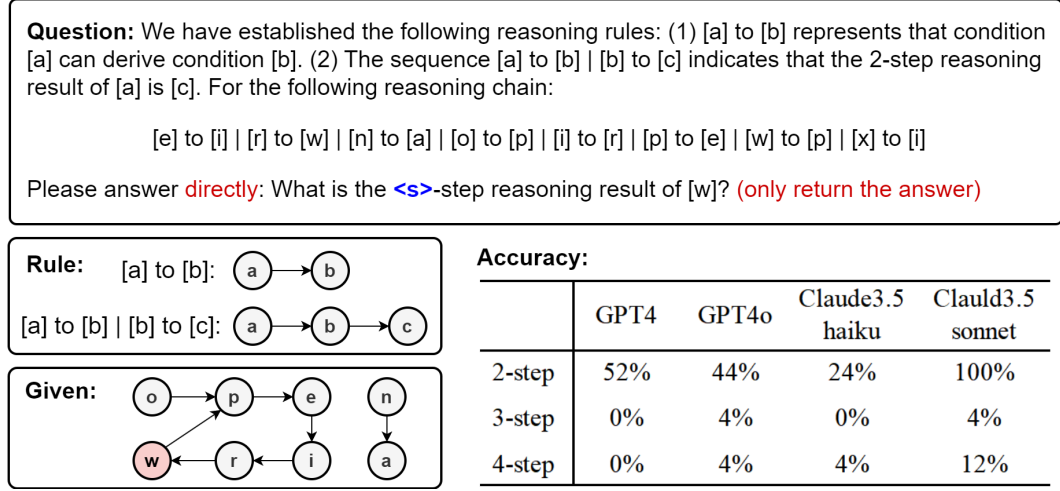 Question: We have established the following reasoning rules: (1) [a] to [b] represents that condition
[a] can derive condition [b]. (2) The sequence [a] to [b] | [b] to [c] indicates that the 2-step reasoning
result of [a] is [c]. For the following reasoning chain:
[e] to [i] | [r] to [w] | [n] to [a] | [o] to [p] | [i] to [r] | [p] to [e] | [w] to [p] | [x] to [i]
Please answer directly: What is the <s>-step reasoning result of [w]? (only return the answer)
Rule: [a] to [b]: a b
[a] to [b] | [b] to [c]: a b c
Given:
o p e n
w r i a
Accuracy:
GPT4 GPT4o Claude3.5 haiku Clauld3.5 sonnet
2-step 52% 44% 24% 100%
3-step 0% 4% 0% 4%
4-step 0% 4% 4% 12%